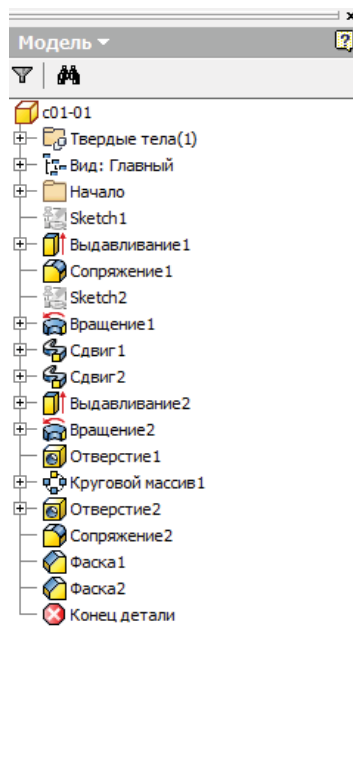 Модель
c01-01
Твердые тела(1)
Вид: Главный
Начало
Sketch1
Выдавливание1
Сопряжение1
Sketch2
Вращение1
Сдвиг1
Сдвиг2
Выдавливание2
Вращение2
Отверстие1
Круговой массив1
Отверстие2
Сопряжение2
Фаска1
Фаска2
Конец детали